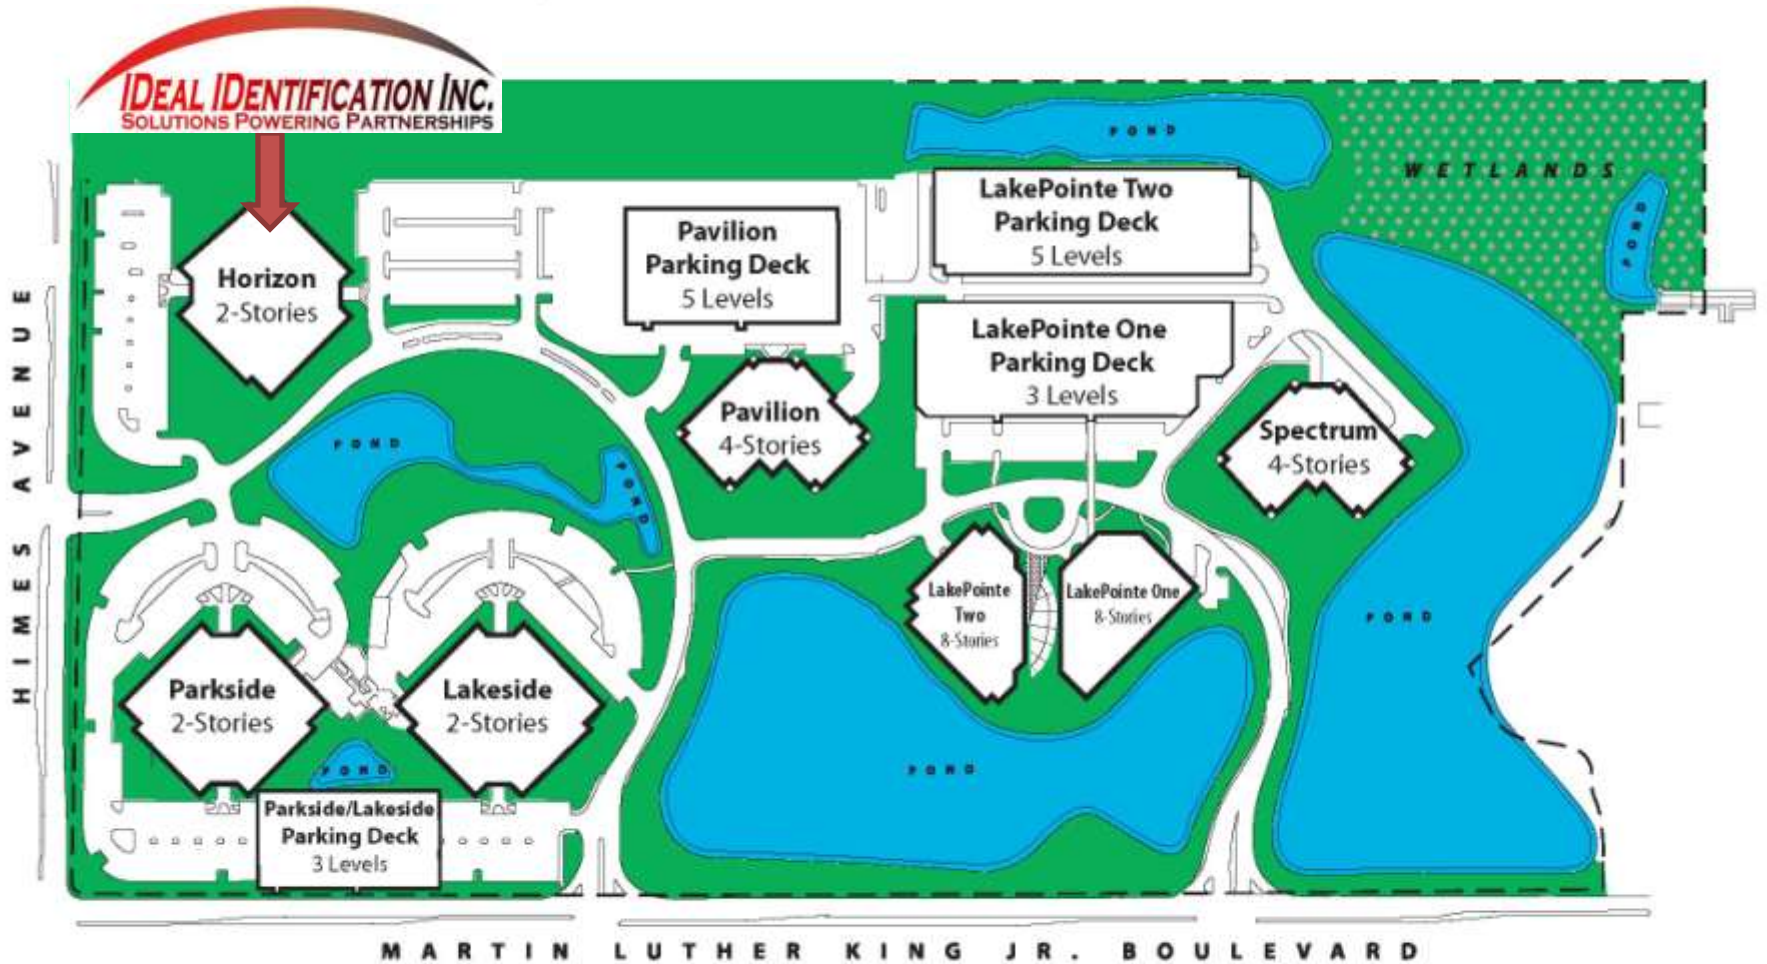 IDEAL IDENTIFICATION INC.
SOLUTIONS POWERING PARTNERSHIPS
POND
WETLANDS
POND
LakePointe Two
Parking Deck
5 Levels
Pavilion
Parking Deck
5 Levels
Horizon
2-Stories
LakePointe One
Parking Deck
3 Levels
Pavilion
4-Stories
Spectrum
4-Stories
POND
POND
HIMES AVENUE
LakePointe
Two
8-Stories
LakePointe One
8-Stories
POND
Parkside
2-Stories
Lakeside
2-Stories
POND
POND
Parkside/Lakeside
Parking Deck
3 Levels
MARTIN LUTHER KING JR. BOULEVARD